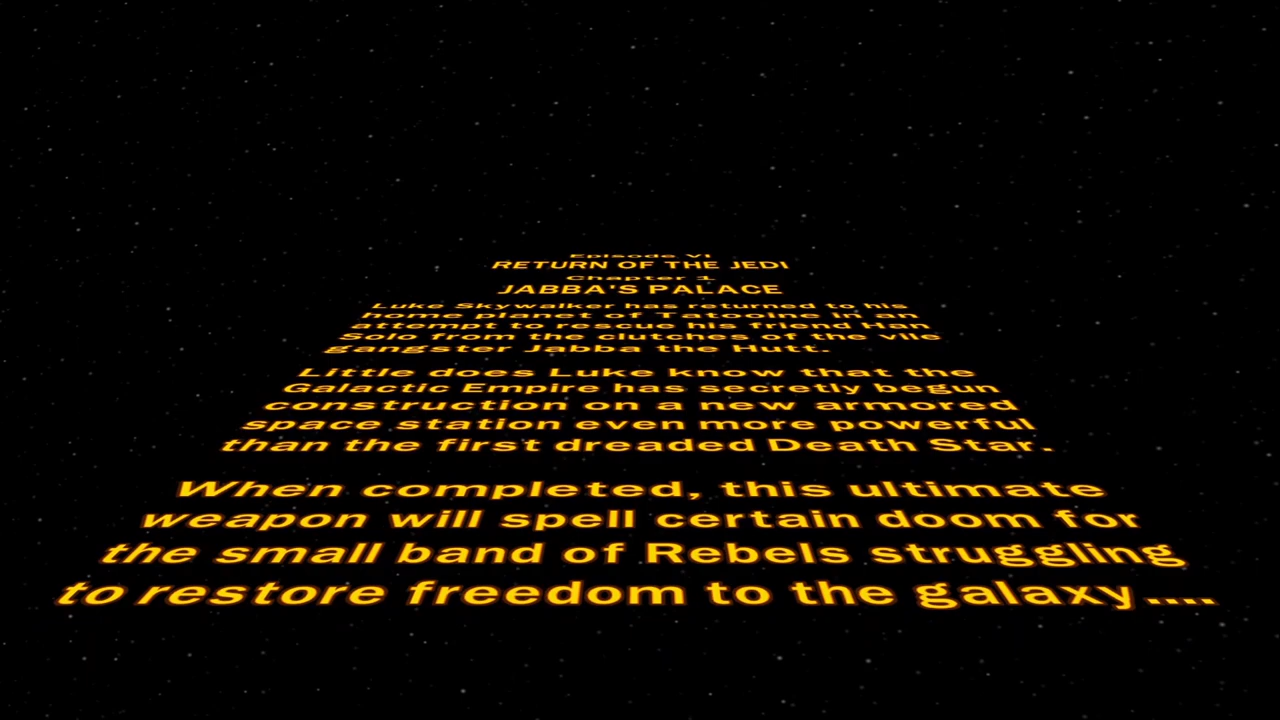 Episode VI
RETURN OF THE JEDI
Chapter 1
JABBA'S PALACE
Luke Skywalker has returned to his
home planet of Tatooine in an
attempt to rescue his friend Han
Solo from the clutches of the vile
gangster Jabba the Hutt.
Little does Luke know that the
Galactic Empire has secretly begun
construction on a new armored
space station even more powerful
than the first dreaded Death Star.
When completed, this ultimate
weapon will spell certain doom for
the small band of Rebels struggling
to restore freedom to the galaxy....